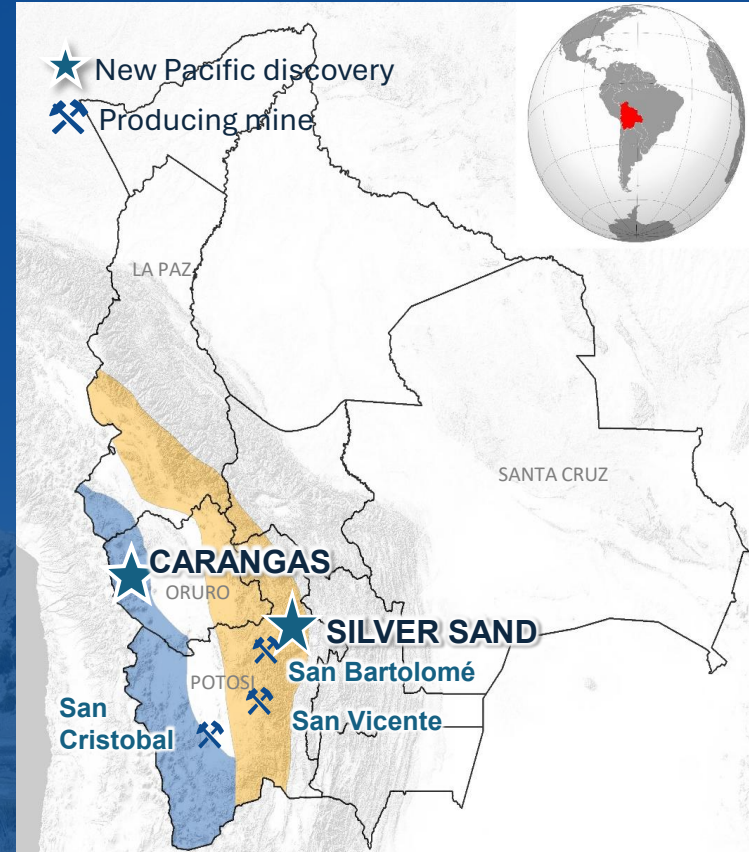 New Pacific discovery
Producing mine
LA PAZ
SANTA CRUZ
CARANGAS
ORURO
SILVER SAND
San Bartolomé
POTOSI
San Vicente
San
Cristobal